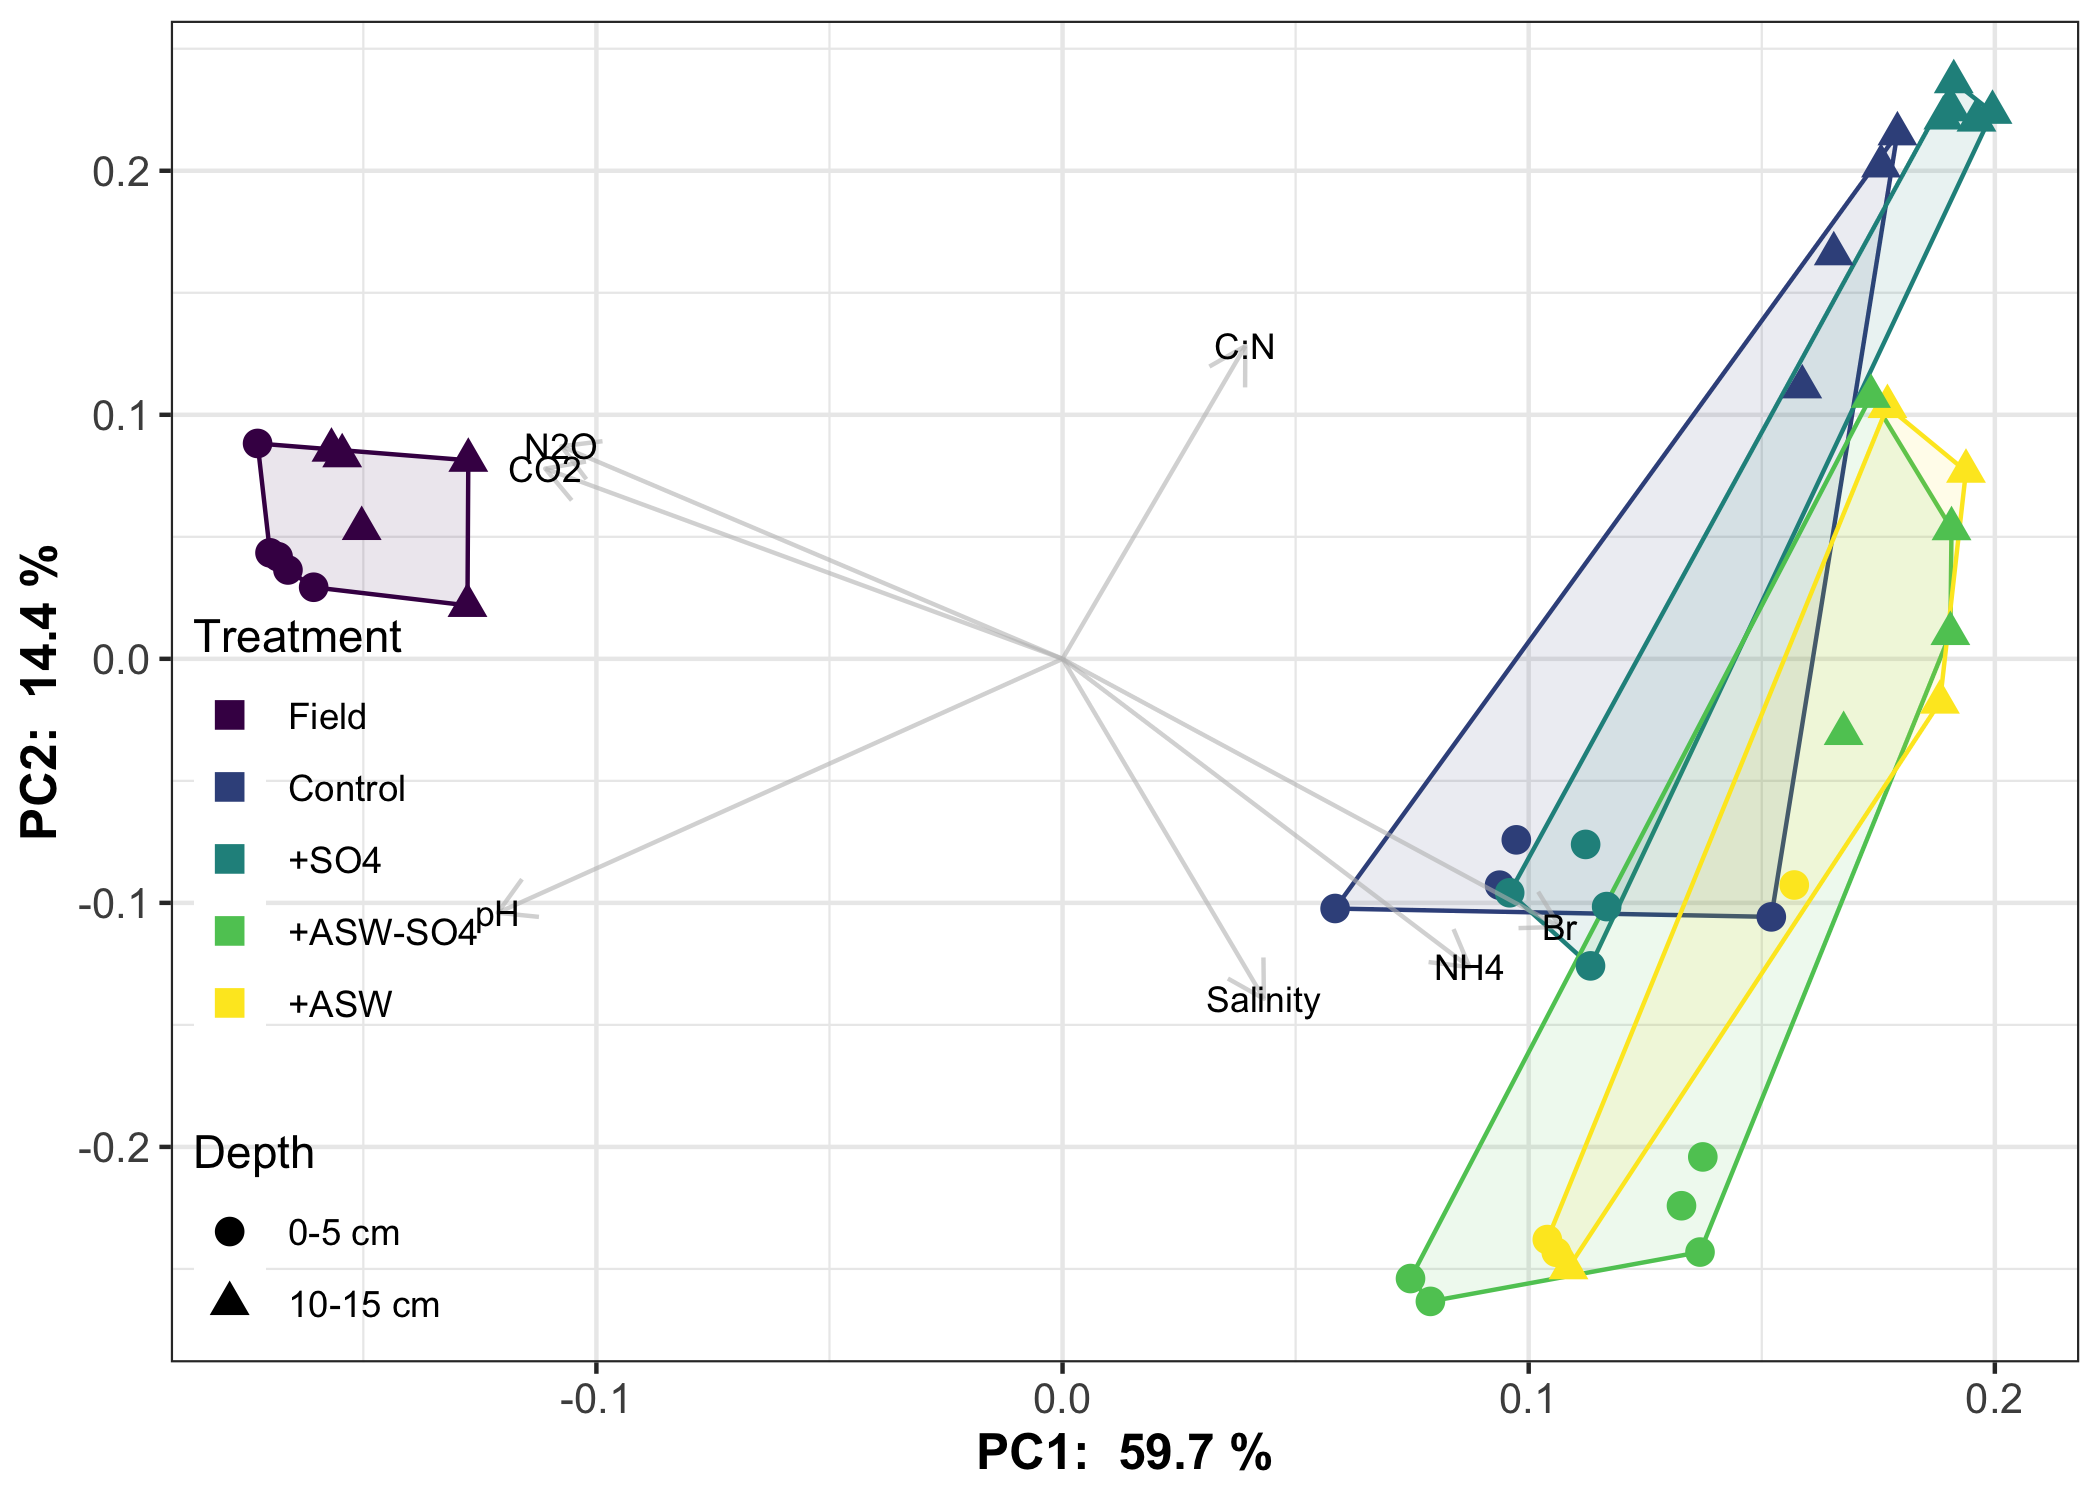 PC2:  14.4 %
0.2
0.1
0.0
-0.1
-0.2
C:N
N2O
CO2
pH
Br
NH4
Salinity
Treatment
Field
Control
+SO4
+ASW-SO4
+ASW
Depth
0-5 cm
10-15 cm
-0.1
0.0
0.1
0.2
PC1:  59.7 %